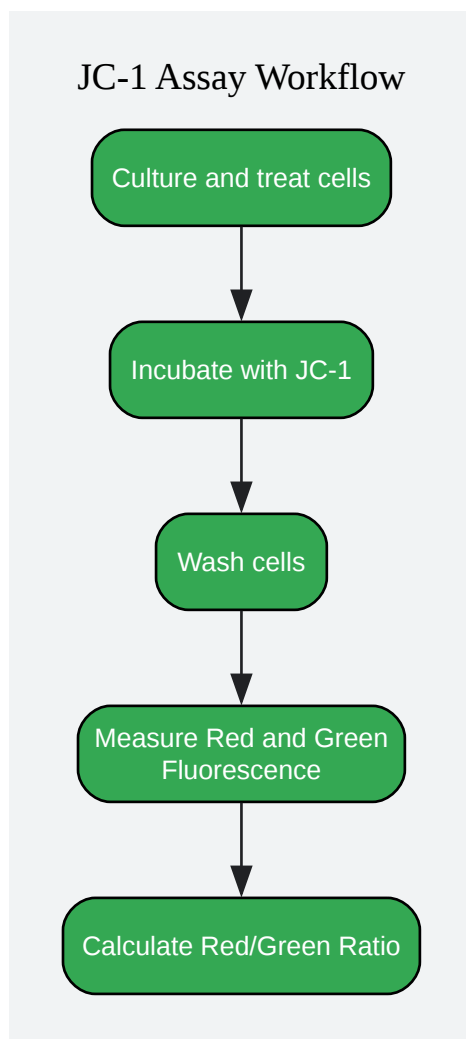 JC-1 Assay Workflow
Culture and treat cells
Incubate with JC-1
Wash cells
Measure Red and Green
Fluorescence
Calculate Red/Green Ratio